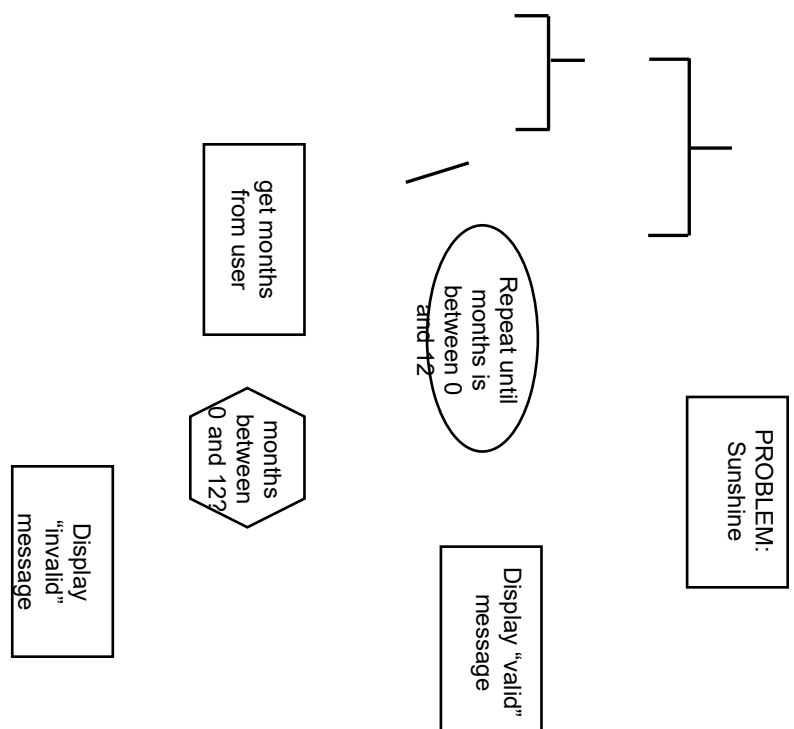 PROBLEM:
Sunshine
Repeat until
months is
between 0
and 12
Display “valid”
message
get months
from user
months
between
0 and 12?
Display
“invalid”
message